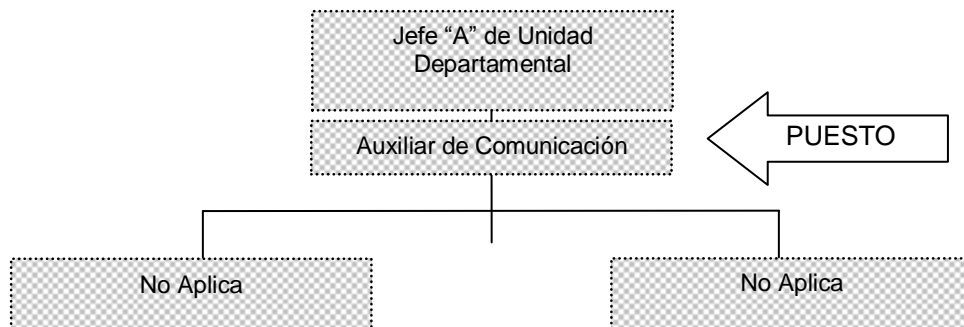 Jefe “A” de Unidad
Departamental
Auxiliar de Comunicación
PUESTO
No Aplica
No Aplica